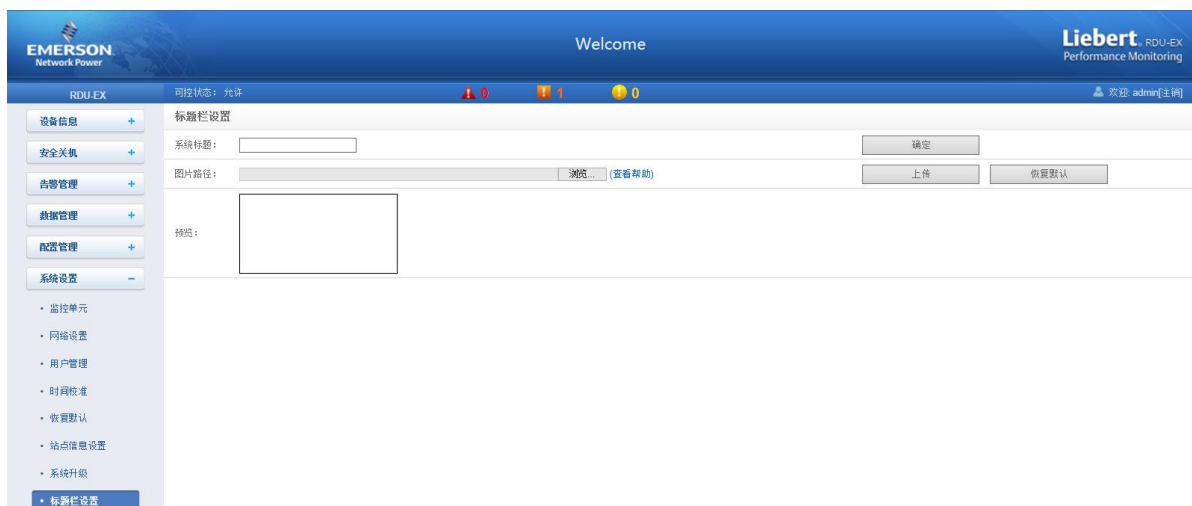 EMERSON
Network Power
Welcome
Liebert® RDU-EX
Performance Monitoring
RDU-EX
可控状态：允许
0
1
0
欢迎: admin[注销]
设备信息 +
安全关机 +
告警管理 +
数据管理 +
配置管理 +
系统设置 −
• 监控单元
• 网络设置
• 用户管理
• 时间校准
• 恢复默认
• 站点信息设置
• 系统升级
• 标题栏设置
标题栏设置
系统标题：
确定
图片路径：
浏览...
(查看帮助)
上传
恢复默认
预览：